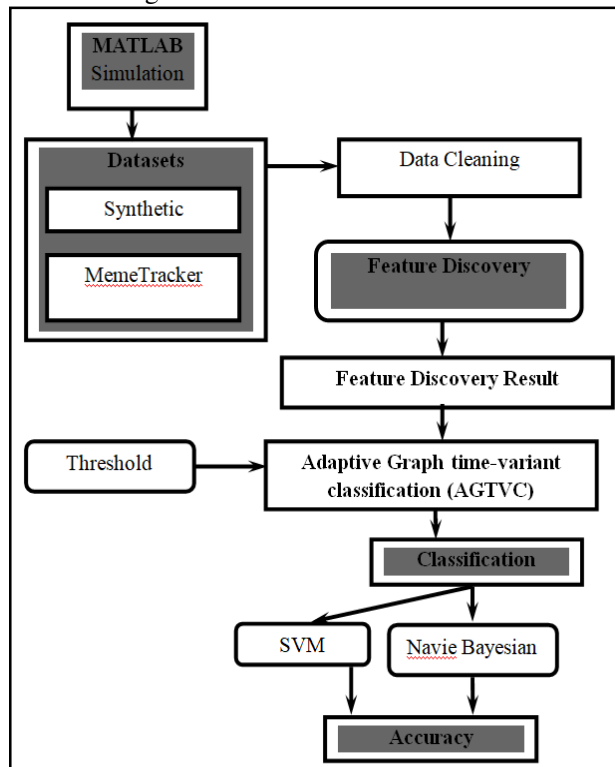 MATLAB
Simulation
Datasets
Synthetic
MemeTracker
Data Cleaning
Feature Discovery
Feature Discovery Result
Threshold
Adaptive Graph time-variant
classification (AGTVC)
Classification
SVM
Navie Bayesian
Accuracy